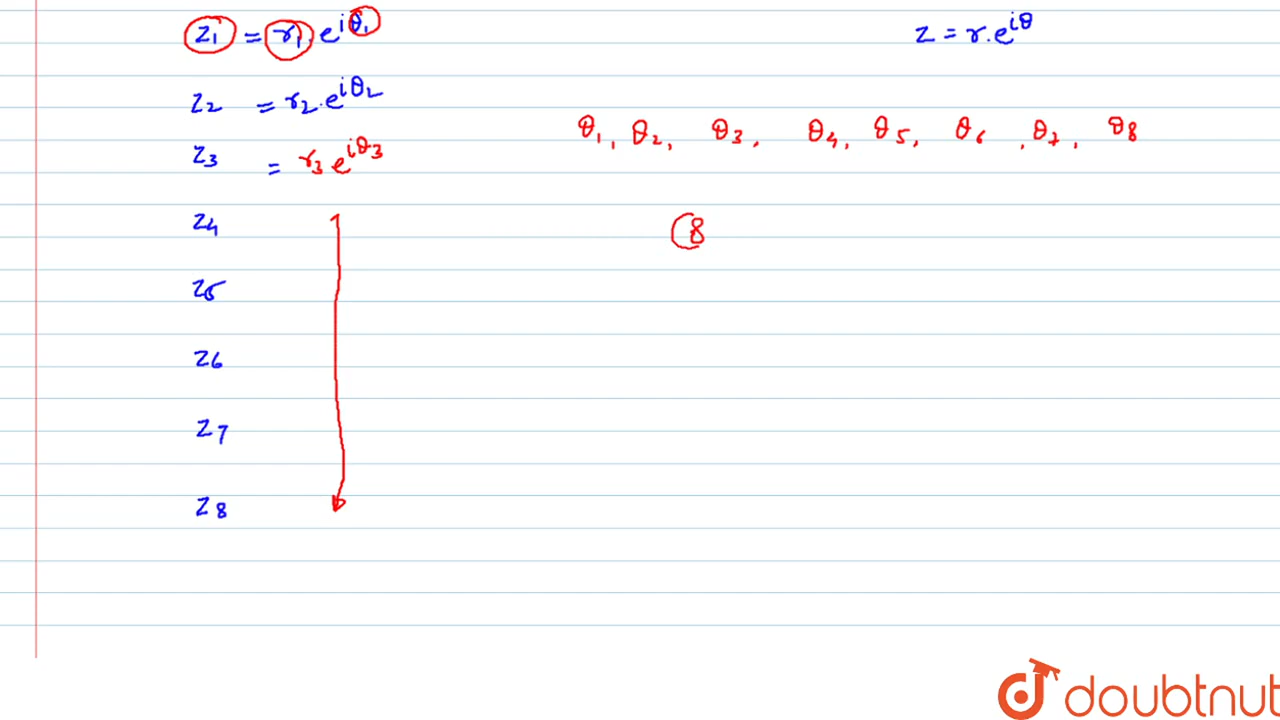 z₁ = r₁. e^{iθ₁}
z = r.e^{iθ}
z₂ = r₂.e^{iθ₂}
θ₁, θ₂, θ₃, θ₄, θ₅, θ₆, θ₇, θ₈
z₃ = r₃ e^{iθ₃}
z₄
(8
z₅
z₆
z₇
z₈
doubtnut